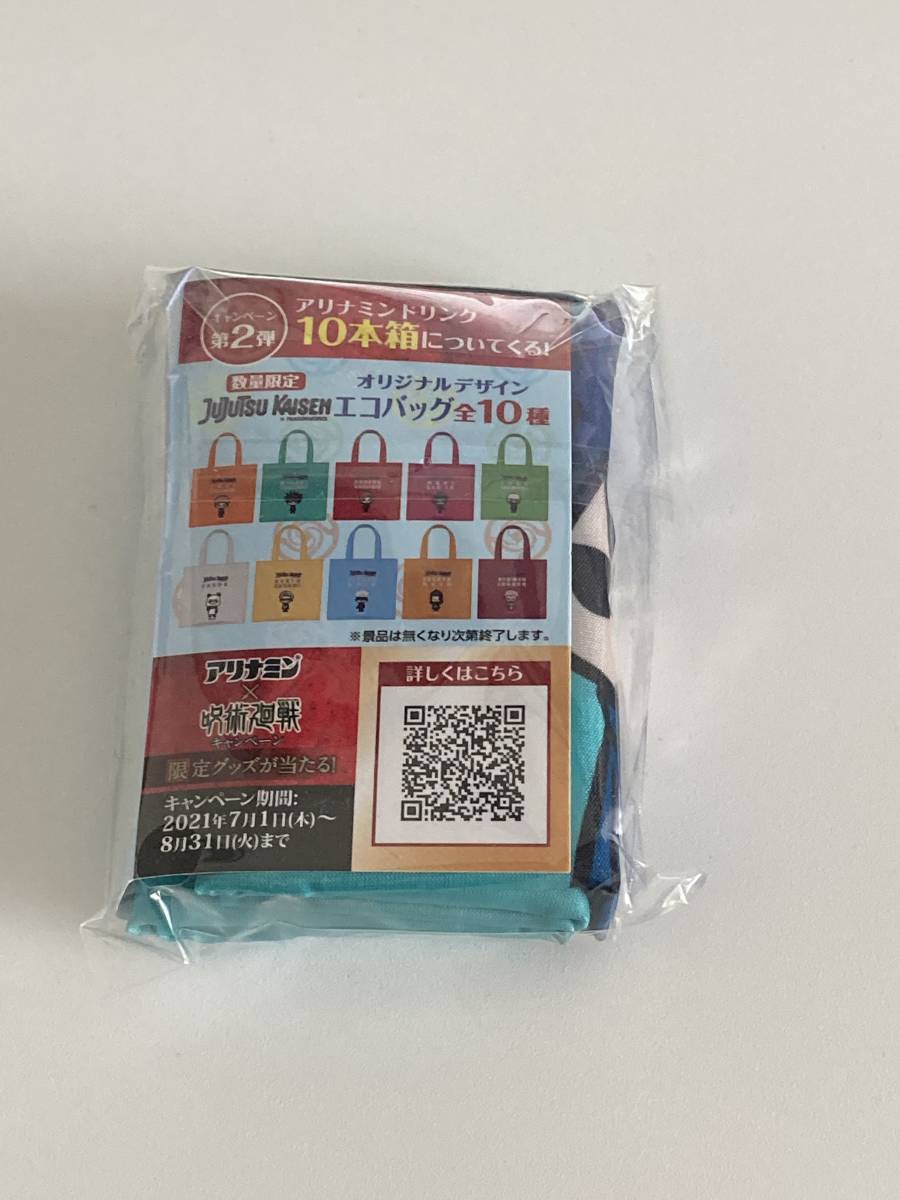 キャンペーン
第2弾
アリナミンドリンク
10本箱についてくる!
数量限定
オリジナルデザイン
JUJUTSU KAISEN
エコバッグ全10種
※景品は無くなり次第終了します。
アリナミン
×
呪術廻戦
キャンペーン
限定グッズが当たる!
キャンペーン期間:
2021年7月1日(木)~
8月31日(火)まで
詳しくはこちら